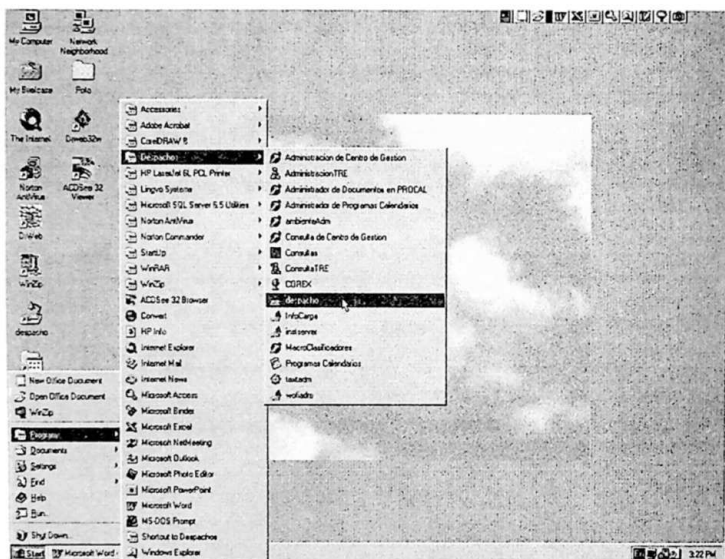 My Computer
Network
Neighborhood
My Briefcase
The Internet
Norton
AntiVirus
ACDSee 32
Viewer
DrWeb
WinZip
despacho
New Office Document
Open Office Document
WinZip
Programs
Documents
Settings
Find
Help
Run...
Shut Down...
Accessories
Adobe Acrobat
CorelDRAW 8
Despachos
HP LaserJet 6L PCL Printer
Lingvo Systems
Microsoft SQL Server 6.5 Utilities
Norton AntiVirus
Norton Commander
StartUp
WinRAR
WinZip
ACDSee 32 Browser
Convert
HP Info
Internet Explorer
Internet Mail
Internet News
Microsoft Access
Microsoft Binder
Microsoft Excel
Microsoft NetMeeting
Microsoft Outlook
Microsoft Photo Editor
Microsoft PowerPoint
Microsoft Word
MS-DOS Prompt
Shortcut to Despachos
Windows Explorer
Administracion de Centro de Gestion
AdministracionTRE
Administrador de Documentos en PROCAL
Administrador de Programas Calendarios
ambienteAdm
Consulta de Centro de Gestion
Consultas
ConsultaTRE
despacho
InfoCarga
instserver
MacroClasificadores
Programas Calendarios
Start
Microsoft Word -
3:22 PM